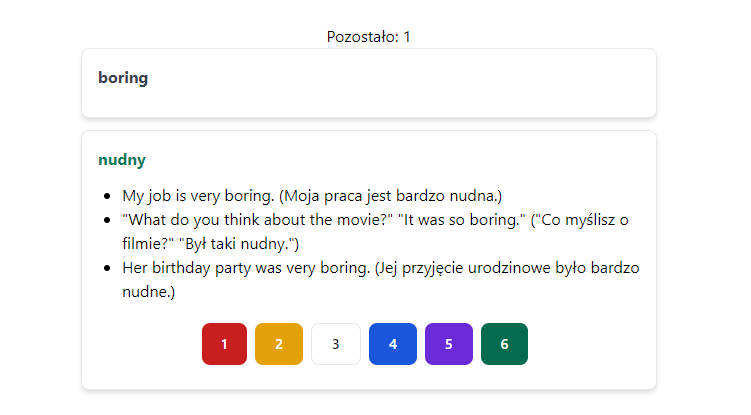 Pozostało: 1
boring
nudny
My job is very boring. (Moja praca jest bardzo nudna.)
"What do you think about the movie?" "It was so boring." ("Co myślisz o
filmie?" "Był taki nudny.")
Her birthday party was very boring. (Jej przyjęcie urodzinowe było bardzo
nudne.)
1 2 3 4 5 6